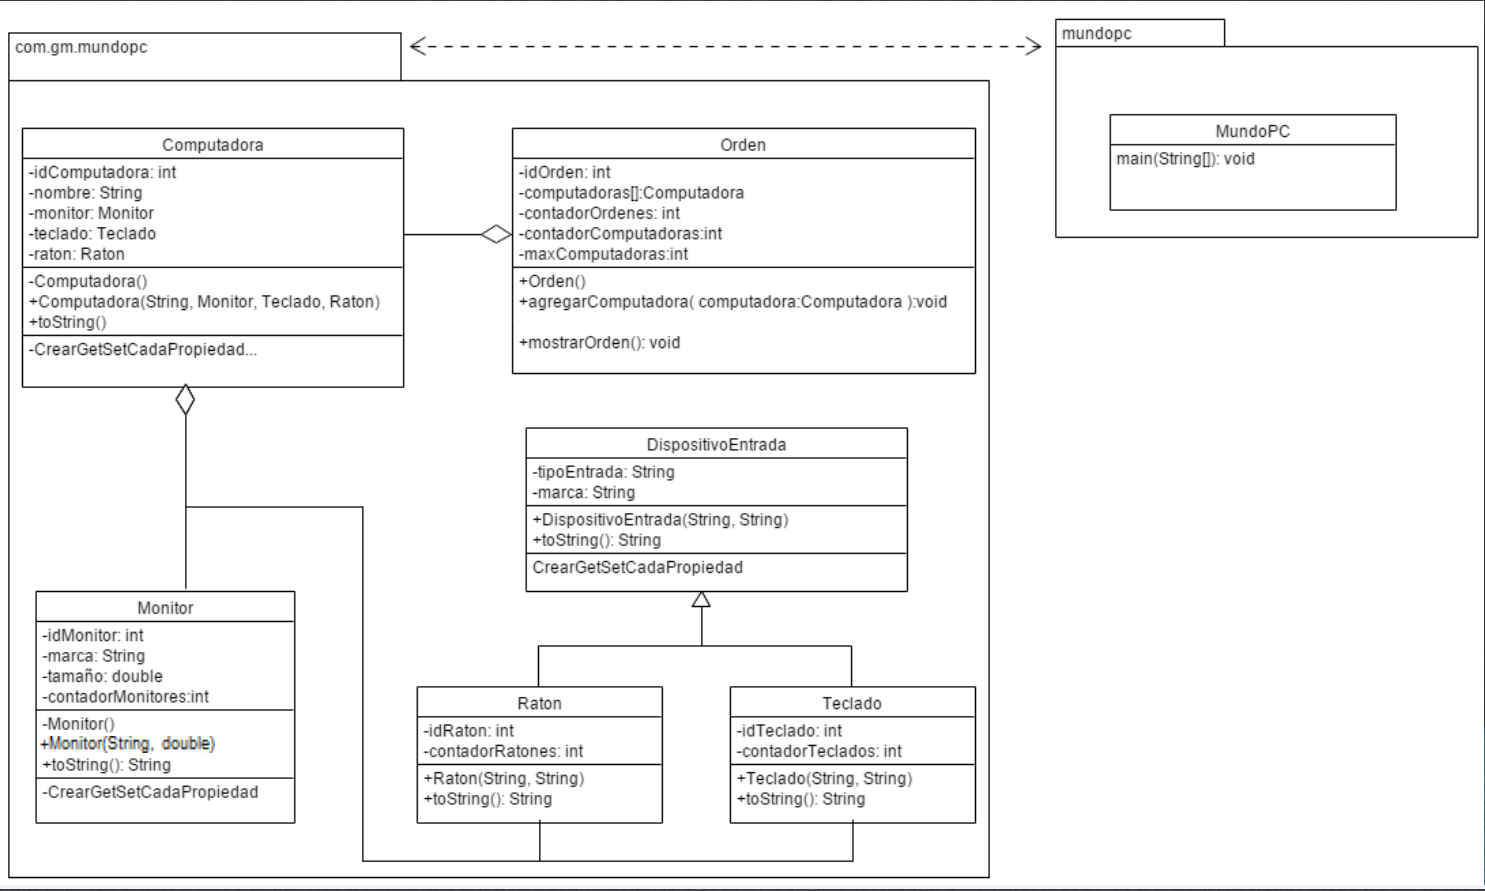 com.gm.mundopc
mundopc
MundoPC
main(String[]): void
Computadora
-idComputadora: int
-nombre: String
-monitor: Monitor
-teclado: Teclado
-raton: Raton
-Computadora()
+Computadora(String, Monitor, Teclado, Raton)
+toString()
-CrearGetSetCadaPropiedad...
Orden
-idOrden: int
-computadoras[]:Computadora
-contadorOrdenes: int
-contadorComputadoras:int
-maxComputadoras:int
+Orden()
+agregarComputadora( computadora:Computadora ):void
+mostrarOrden(): void
DispositivoEntrada
-tipoEntrada: String
-marca: String
+DispositivoEntrada(String, String)
+toString(): String
CrearGetSetCadaPropiedad
Monitor
-idMonitor: int
-marca: String
-tamaño: double
-contadorMonitores:int
-Monitor()
+Monitor(String, double)
+toString(): String
-CrearGetSetCadaPropiedad
Raton
-idRaton: int
-contadorRatones: int
+Raton(String, String)
+toString(): String
Teclado
-idTeclado: int
-contadorTeclados: int
+Teclado(String, String)
+toString(): String